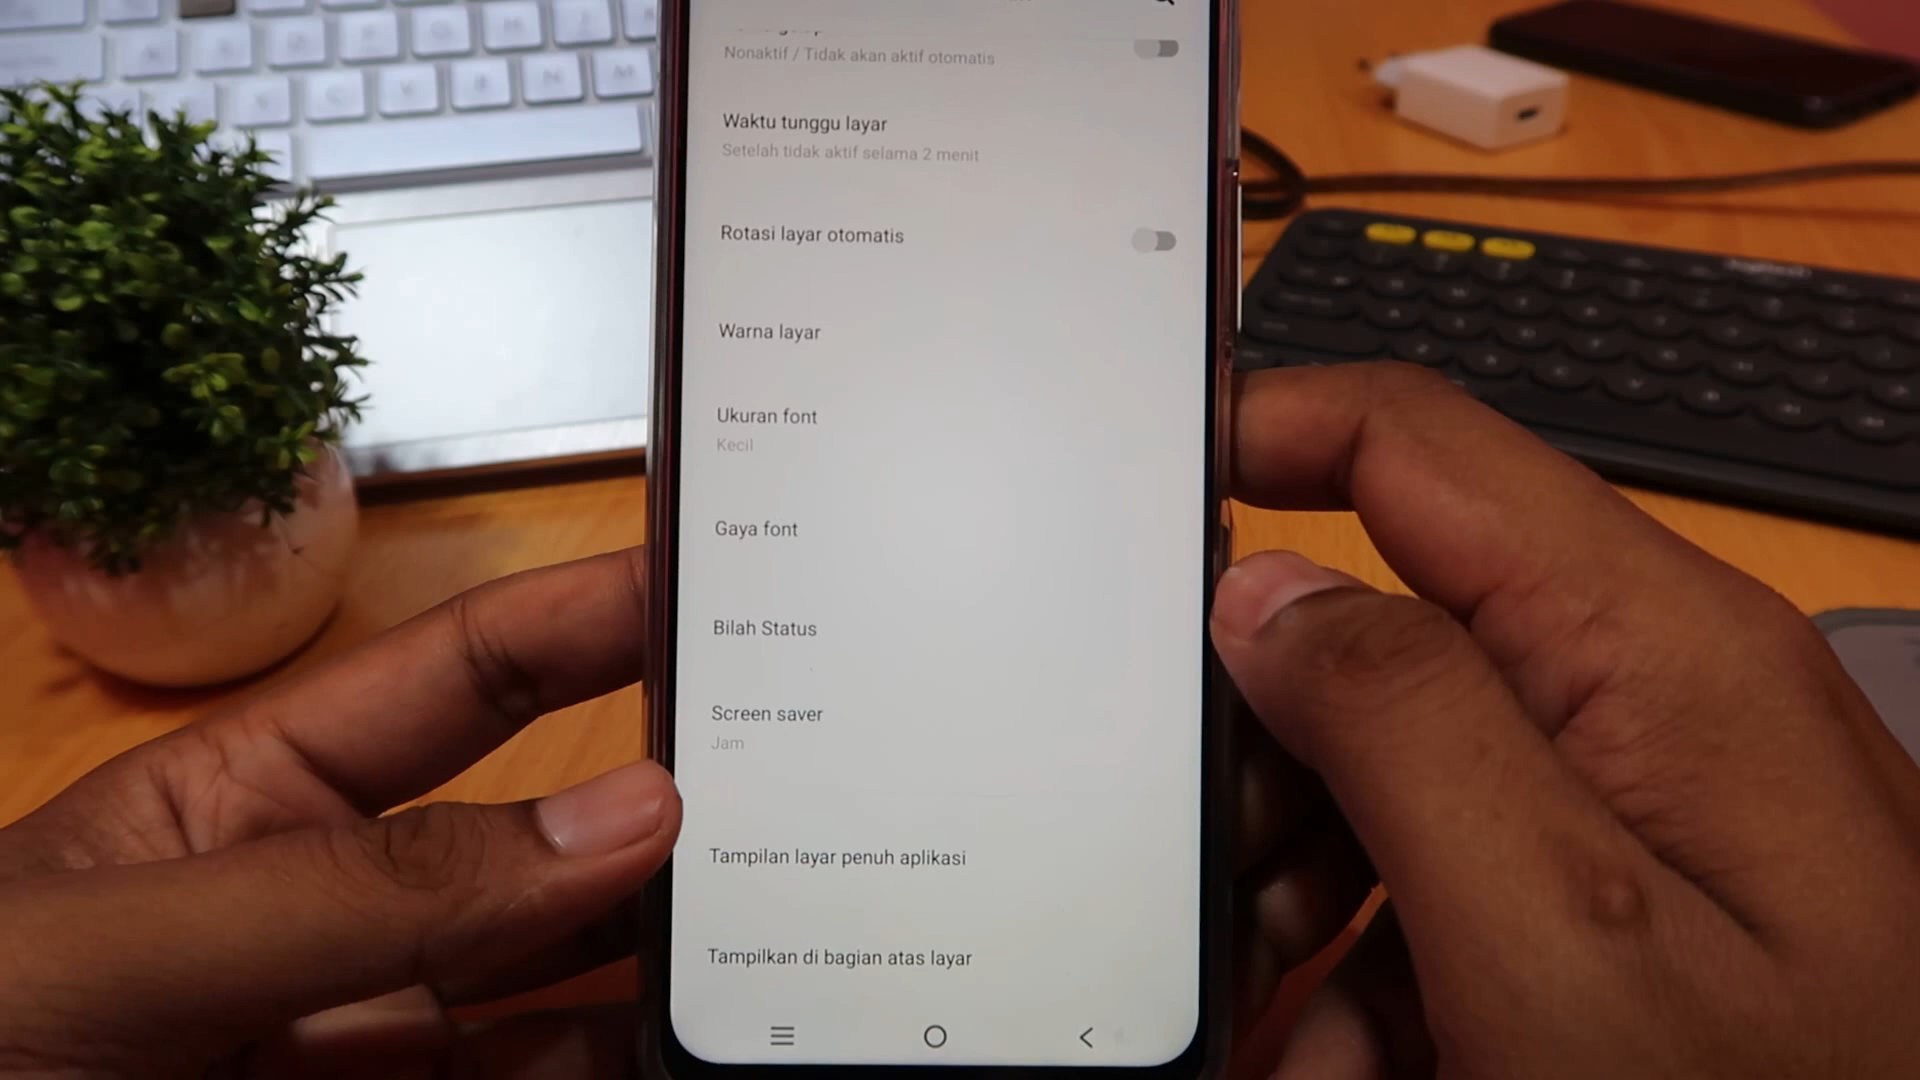 Nonaktif / Tidak akan aktif otomatis
Waktu tunggu layar
Setelah tidak aktif selama 2 menit
Rotasi layar otomatis
Warna layar
Ukuran font
Kecil
Gaya font
Bilah Status
Screen saver
Jam
Tampilan layar penuh aplikasi
Tampilkan di bagian atas layar